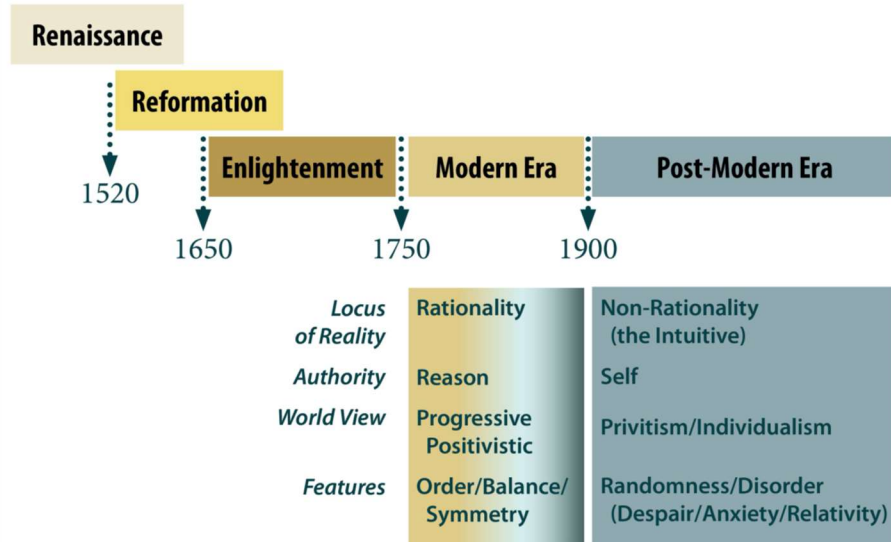 Renaissance
Reformation
Enlightenment
Modern Era
Post-Modern Era
1520
1650
1750
1900
Locus
of Reality
Rationality
Non-Rationality
(the Intuitive)
Authority
Reason
Self
World View
Progressive
Positivistic
Privitism/Individualism
Features
Order/Balance/
Symmetry
Randomness/Disorder
(Despair/Anxiety/Relativity)